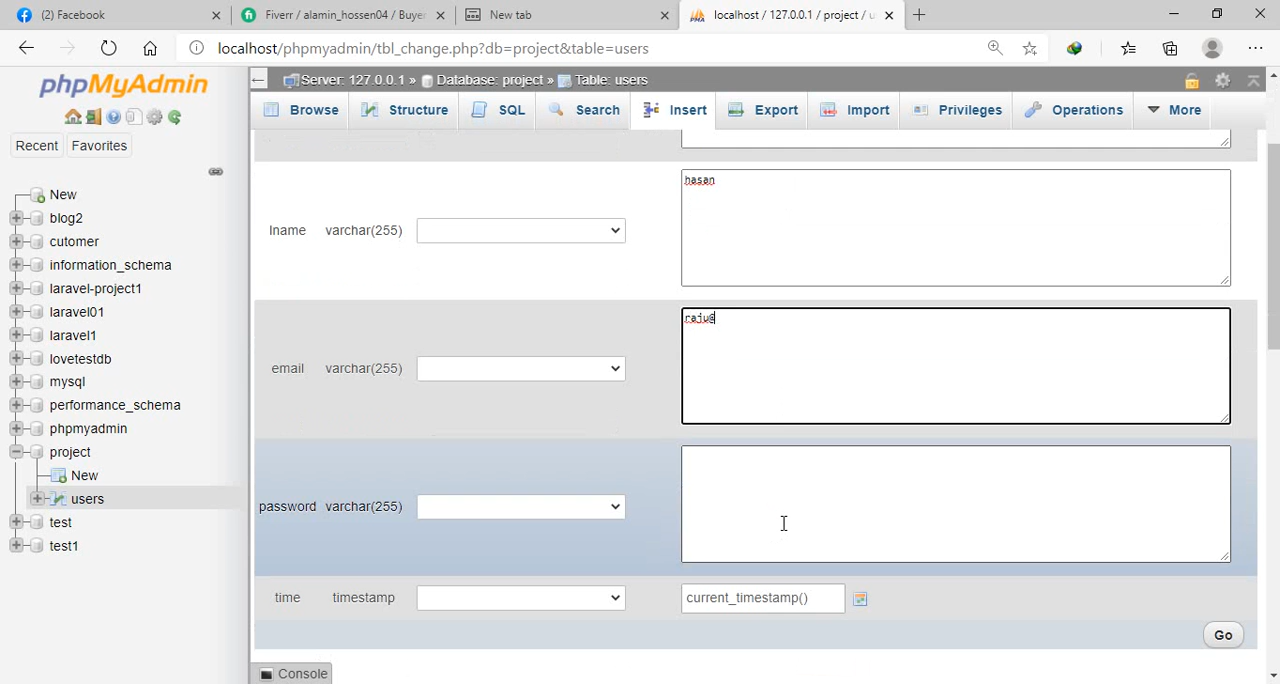 (2) Facebook
Fiverr / alamin_hossen04 / Buyer
New tab
localhost / 127.0.0.1 / project / u
localhost/phpmyadmin/tbl_change.php?db=project&table=users
phpMyAdmin
Server: 127.0.0.1 » Database: project » Table: users
Browse Structure SQL Search Insert Export Import Privileges Operations More
Recent Favorites
New
blog2
cutomer
information_schema
laravel-project1
laravel01
laravel1
lovetestdb
mysql
performance_schema
phpmyadmin
project
New
users
test
test1
hasan
lname varchar(255)
raju@
email varchar(255)
password varchar(255)
time timestamp current_timestamp()
Go
Console